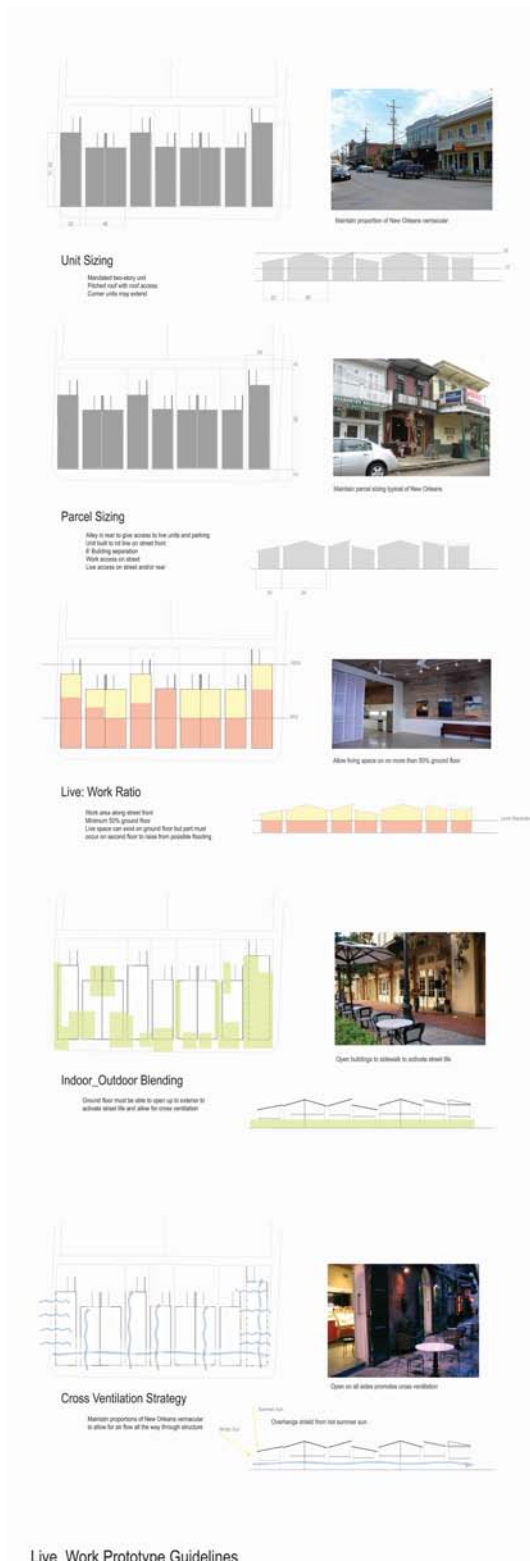 Maintain proportion of New Orleans vernacular
Unit Sizing
Mandated two-story unit
Pitched roof with roof access
Corner units may extend
Maintain parcel sizing typical of New Orleans
Parcel Sizing
Alley in rear to give access to live units and parking
Unit built to lot line on street front
6' Building separation
Work access on street
Live access on street and/or rear
Allow living space on no more than 50% ground floor
Live: Work Ratio
Work area along street front
Minimum 50% ground floor
Live space can exist on ground floor but part must
occur on second floor to raise from possible flooding
Open buildings to sidewalk to activate street life
Indoor_Outdoor Blending
Ground floor must be able to open up to exterior to
activate street life and allow for cross ventilation
Open on all sides promotes cross ventilation
Cross Ventilation Strategy
Maintain proportions of New Orleans vernacular
to allow for air flow all the way through structure
Summer Sun
Overhangs shield from hot summer sun
Winter Sun
Live_Work Prototype Guidelines